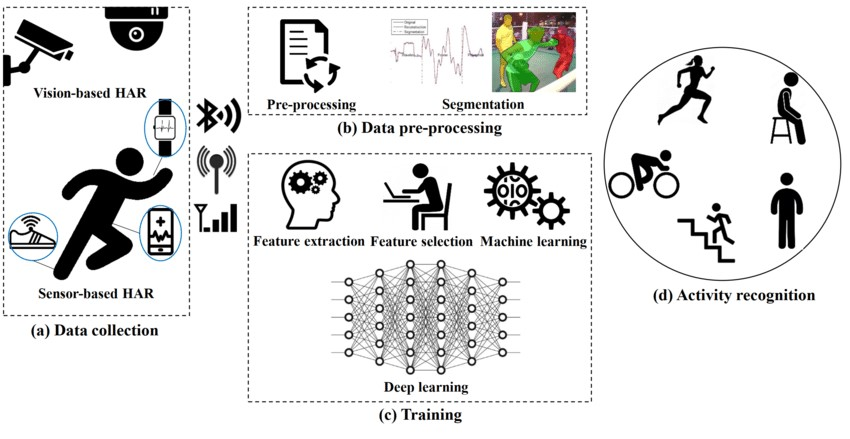 Vision-based HAR
Sensor-based HAR
(a) Data collection
Pre-processing
Segmentation
(b) Data pre-processing
Feature extraction
Feature selection
Machine learning
Deep learning
(c) Training
(d) Activity recognition